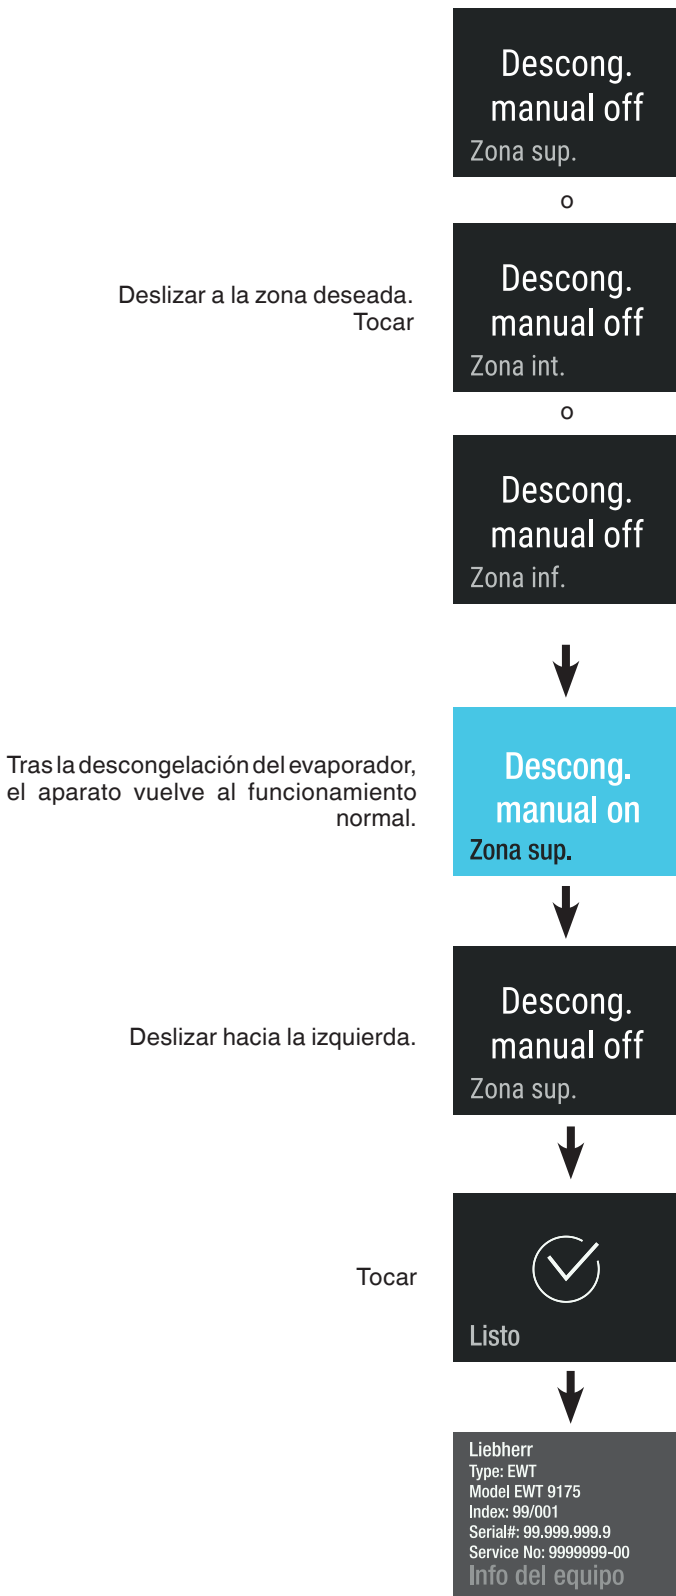 Descong.
manual off
Zona sup.
o
Deslizar a la zona deseada.
Tocar
Descong.
manual off
Zona int.
o
Descong.
manual off
Zona inf.
Tras la descongelación del evaporador,
el aparato vuelve al funcionamiento
normal.
Descong.
manual on
Zona sup.
Deslizar hacia la izquierda.
Descong.
manual off
Zona sup.
Tocar
Listo
Liebherr
Type: EWT
Model EWT 9175
Index: 99/001
Serial#: 99.999.999.9
Service No: 9999999-00
Info del equipo